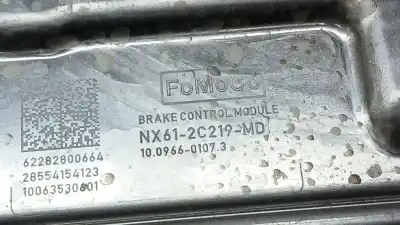 FoMoCo
BRAKE CONTROL MODULE
NX61-2C219-MD
10.0966-0107.3
62282800664
28554154123
10063530601